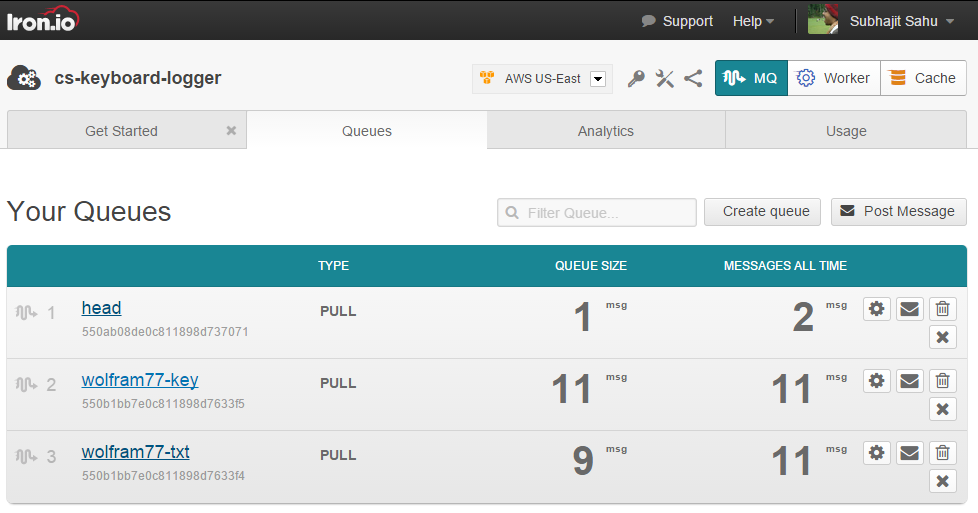 Iron.io Support Help Subhajit Sahu
cs-keyboard-logger AWS US-East MQ Worker Cache
Get Started Queues Analytics Usage
Your Queues Filter Queue... Create queue Post Message
TYPE QUEUE SIZE MESSAGES ALL TIME
1 head PULL 1 msg 2 msg
550ab08de0c811898d737071
2 wolfram77-key PULL 11 msg 11 msg
550b1bb7e0c811898d7633f5
3 wolfram77-txt PULL 9 msg 11 msg
550b1bb7e0c811898d7633f4